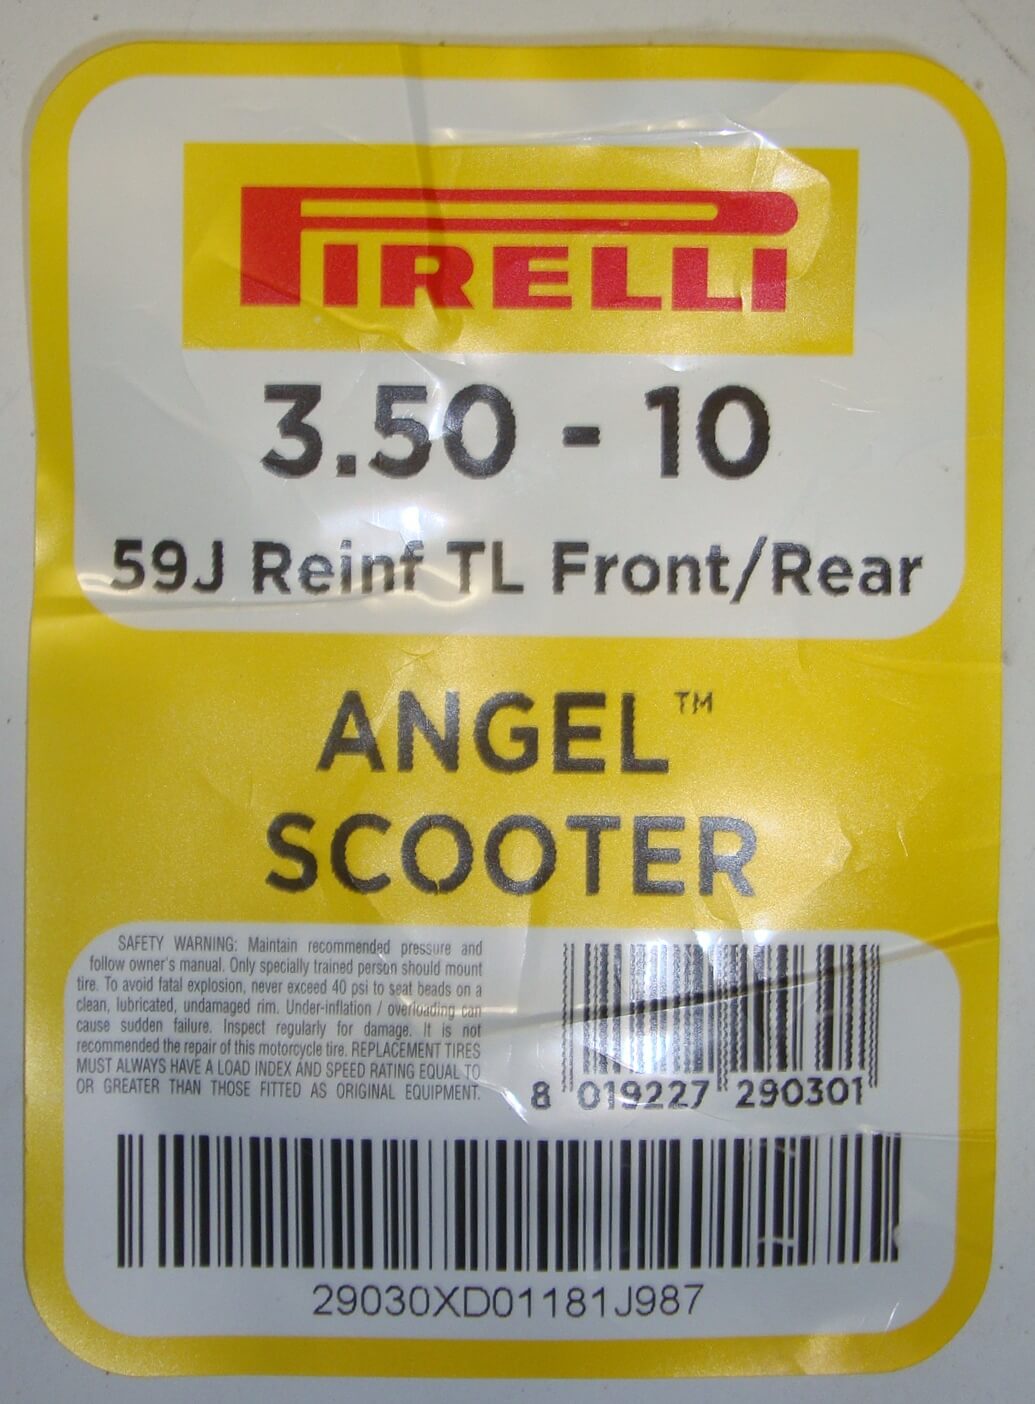 PIRELLI
3.50 - 10
59J Reinf TL Front/Rear
ANGEL™
SCOOTER
SAFETY WARNING: Maintain recommended pressure and
follow owner's manual. Only specially trained person should mount
tire. To avoid fatal explosion, never exceed 40 psi to seat beads on a
clean, lubricated, undamaged rim. Under-inflation / overloading can
cause sudden failure. Inspect regularly for damage. It is not
recommended the repair of this motorcycle tire. REPLACEMENT TIRES
MUST ALWAYS HAVE A LOAD INDEX AND SPEED RATING EQUAL TO
OR GREATER THAN THOSE FITTED AS ORIGINAL EQUIPMENT.
8 019227 290301
29030XD01181J987